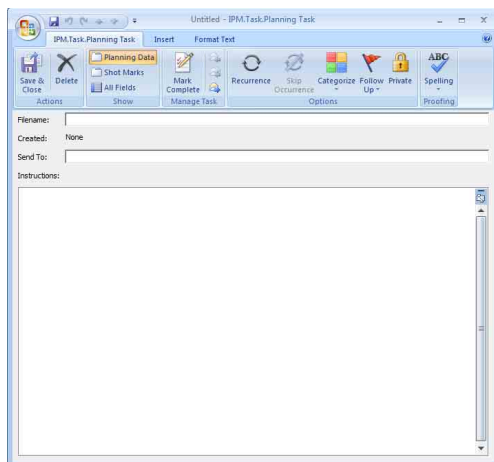 Untitled - IPM.Task.Planning Task
IPM.Task.Planning Task Insert Format Text
Save & Close
Delete
Planning Data
Shot Marks
All Fields
Mark Complete
Recurrence
Skip Occurrence
Categorize
Follow Up
Private
ABC
Spelling
Actions Show Manage Task Options Proofing
Filename:
Created: None
Send To:
Instructions: